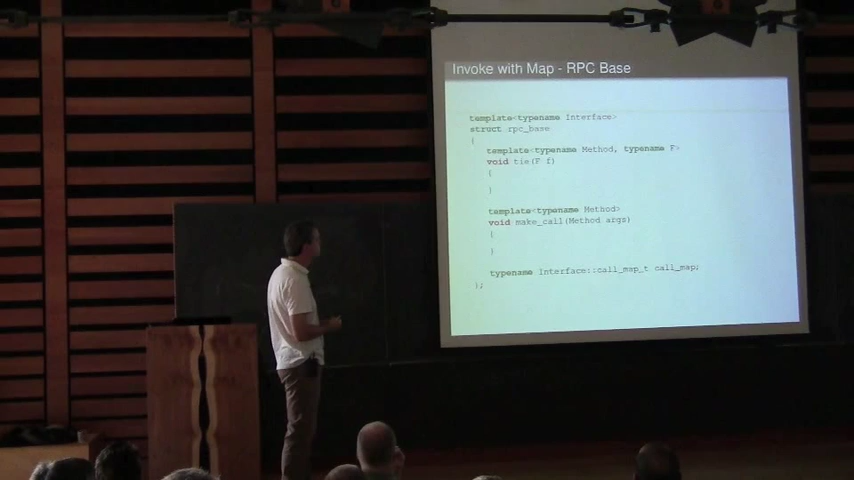 Invoke with Map - RPC Base
template<typename Interface>
struct rpc_base
{
template<typename Method, typename F>
void tie(F f)
{
}
template<typename Method>
void make_call(Method args)
{
}
typename Interface::call_map_t call_map;
};